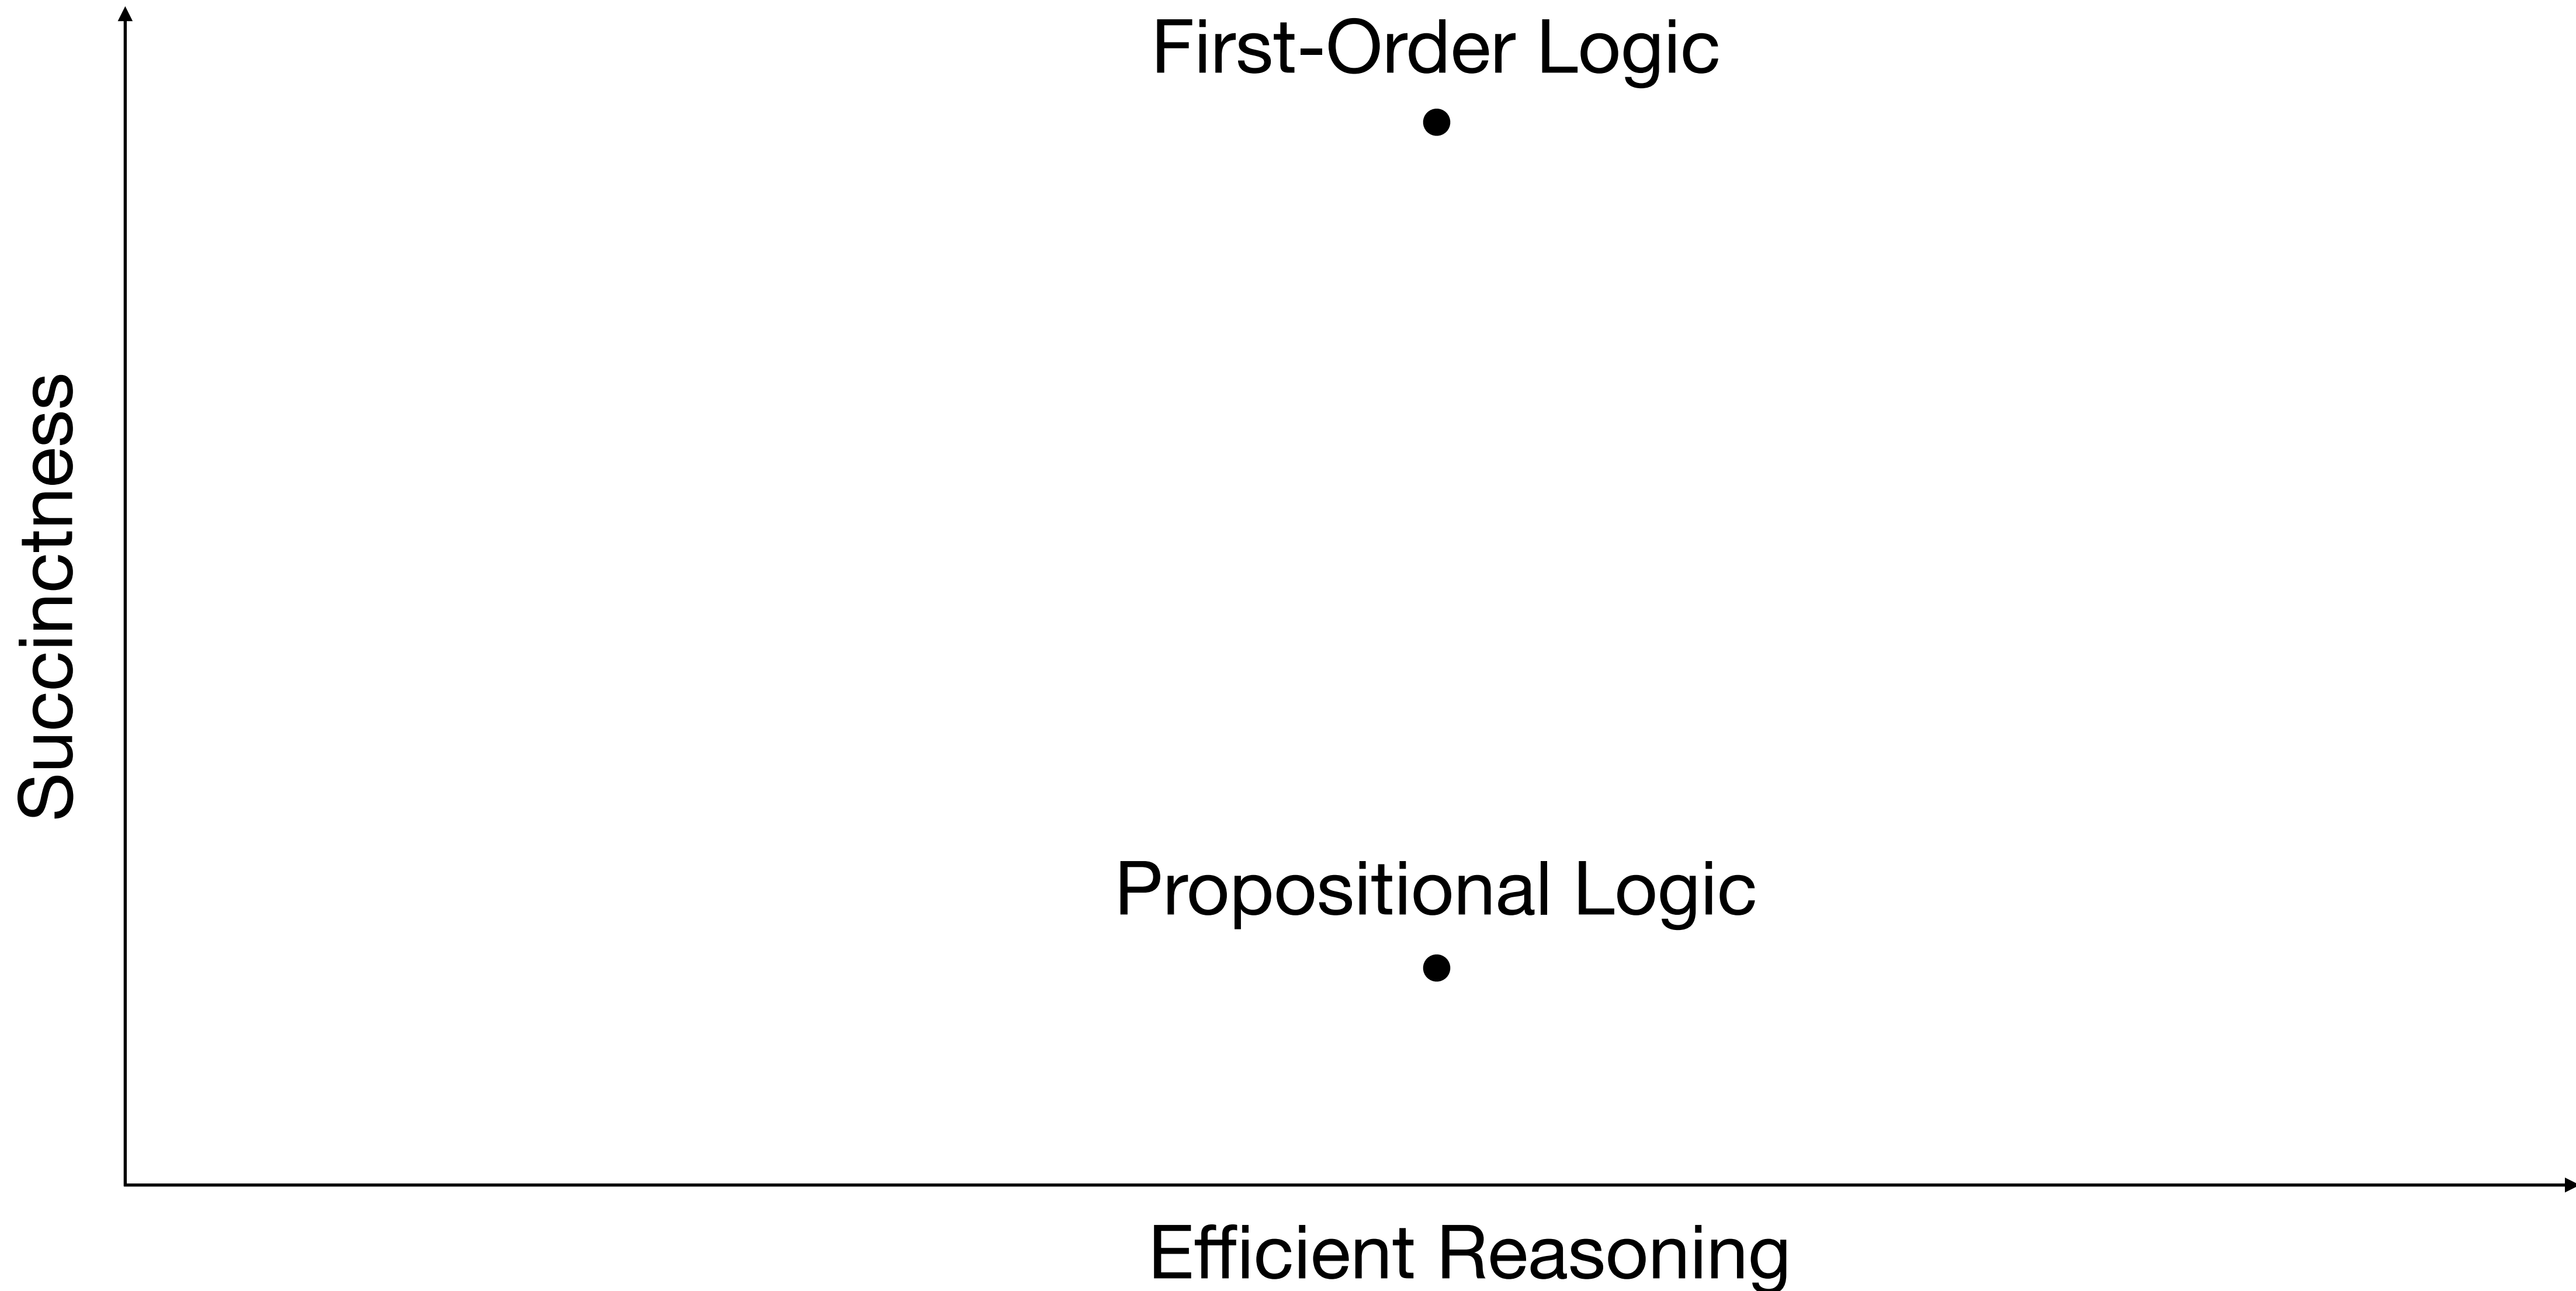 First-Order Logic
Succinctness
Propositional Logic
Efficient Reasoning